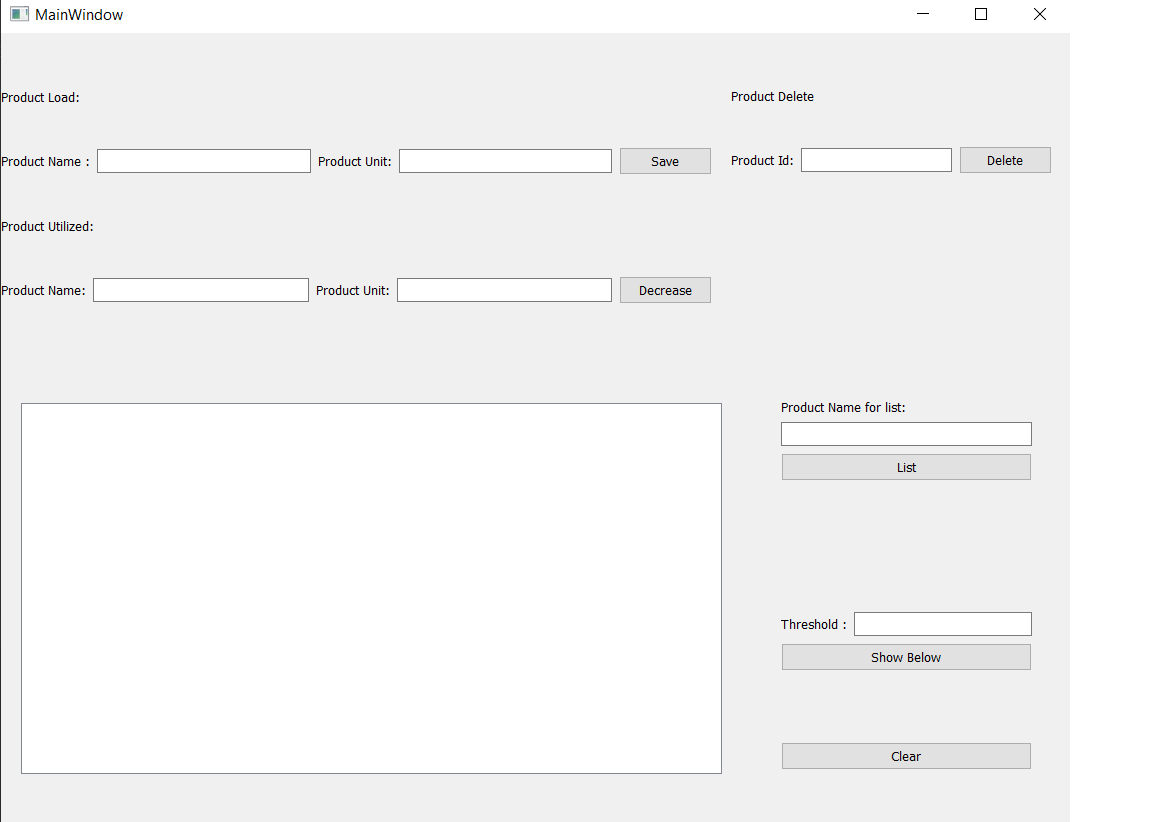 MainWindow
Product Load:
Product Delete
Product Name :
Product Unit:
Save
Product Id:
Delete
Product Utilized:
Product Name:
Product Unit:
Decrease
Product Name for list:
List
Threshold :
Show Below
Clear